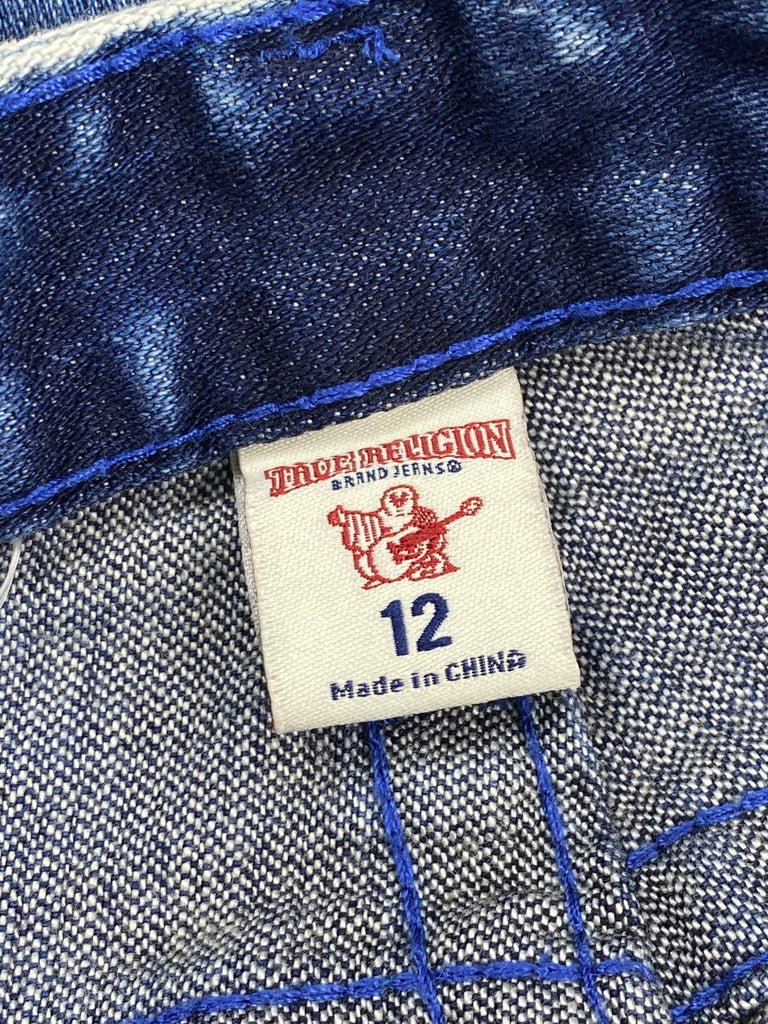 TRUE RELIGION
BRAND JEANS®
12
Made in CHINA